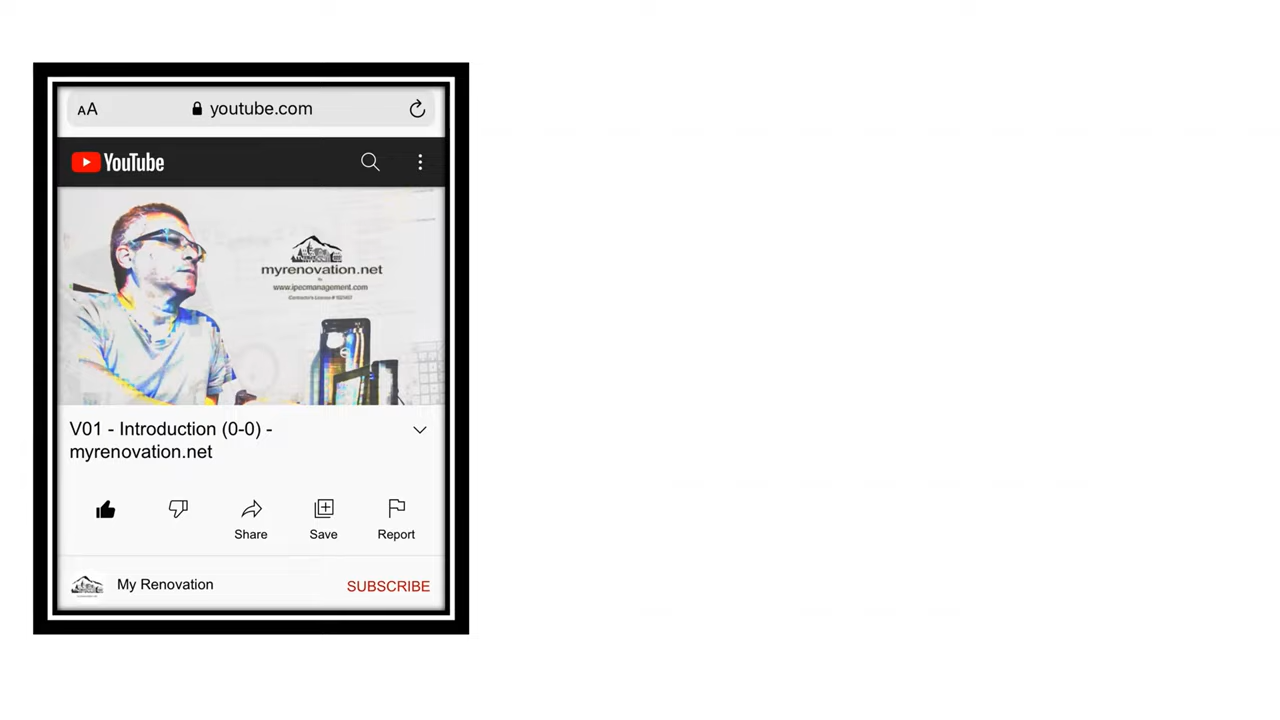 AA youtube.com
YouTube
myrenovation.net
www.ipecmanagement.com
V01 - Introduction (0-0) -
myrenovation.net
Share Save Report
My Renovation SUBSCRIBE